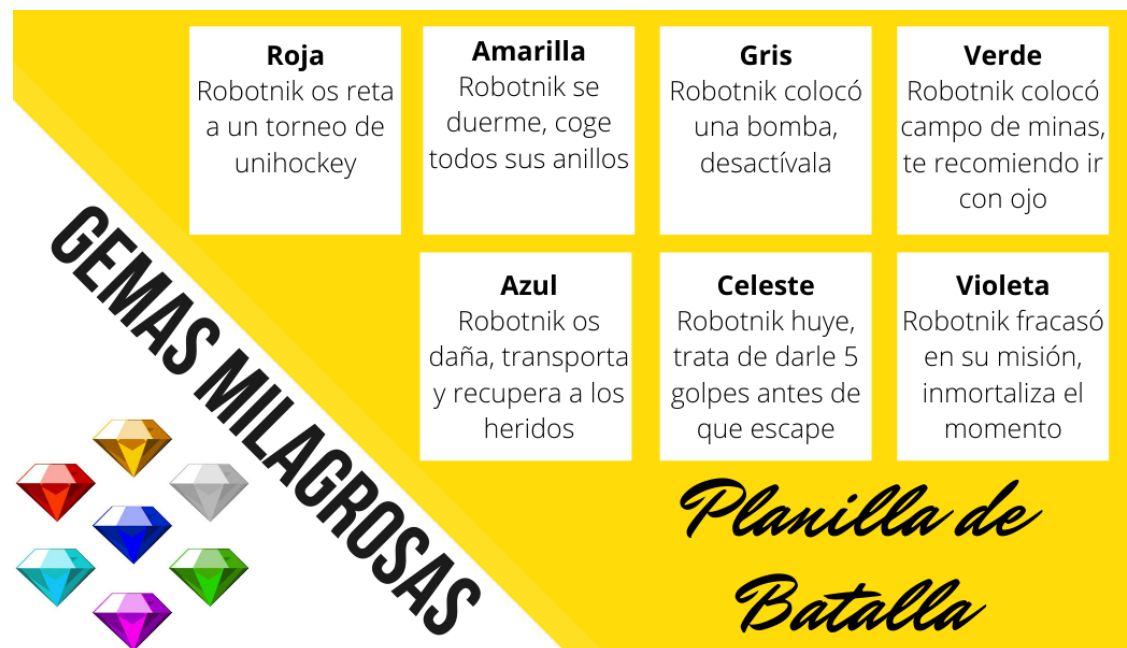 Roja
Robotnik os reta
a un torneo de
unihockey
Amarilla
Robotnik se
duerme, coge
todos sus anillos
Gris
Robotnik colocó
una bomba,
desactívala
Verde
Robotnik colocó
campo de minas,
te recomiendo ir
con ojo
Azul
Robotnik os
daña, transporta
y recupera a los
heridos
Celeste
Robotnik huye,
trata de darle 5
golpes antes de
que escape
Violeta
Robotnik fracasó
en su misión,
inmortaliza el
momento
GEMAS MILAGROSAS
Planilla de
Batalla